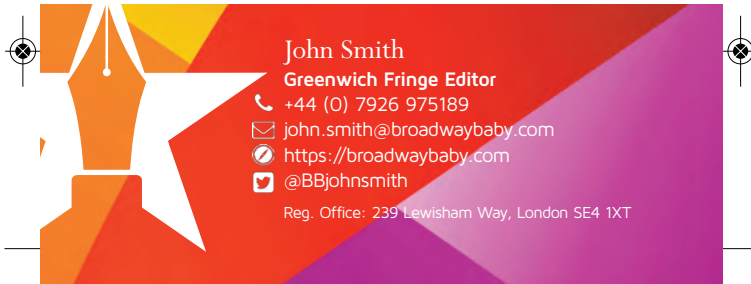 John Smith
Greenwich Fringe Editor
+44 (0) 7926 975189
john.smith@broadwaybaby.com
https://broadwaybaby.com
@BBjohnsmith
Reg. Office: 239 Lewisham Way, London SE4 1XT